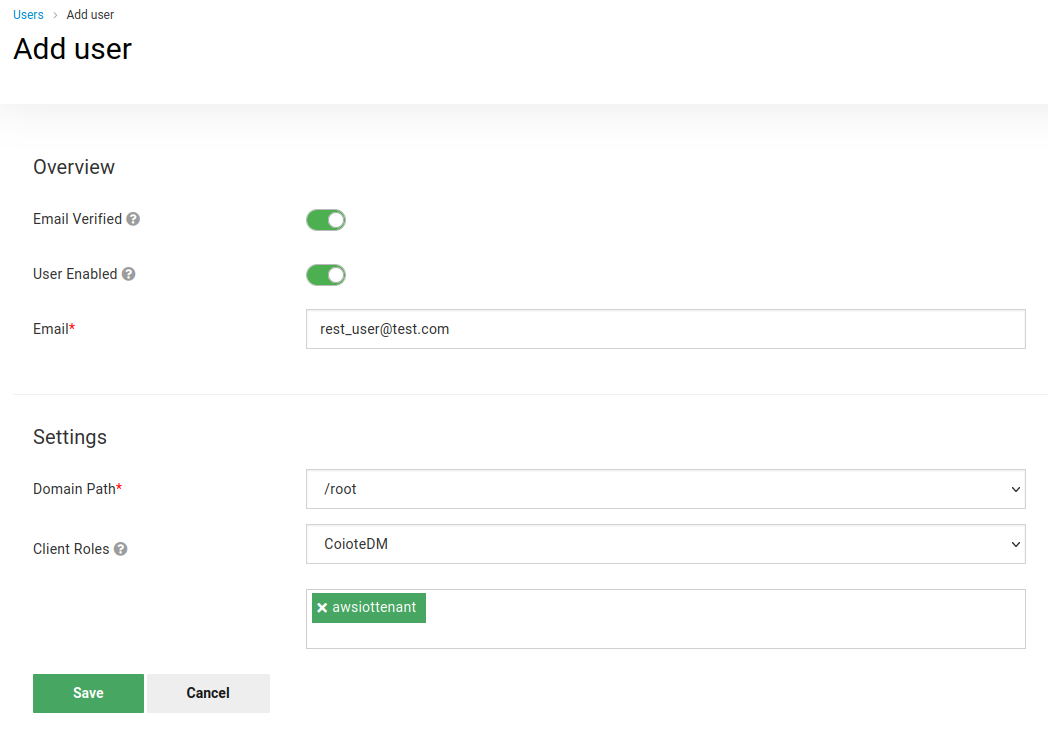 Users > Add user
Add user
Overview
Email Verified ?
User Enabled ?
Email* rest_user@test.com
Settings
Domain Path* /root
Client Roles ? CoioteDM
× awsiottenant
Save Cancel